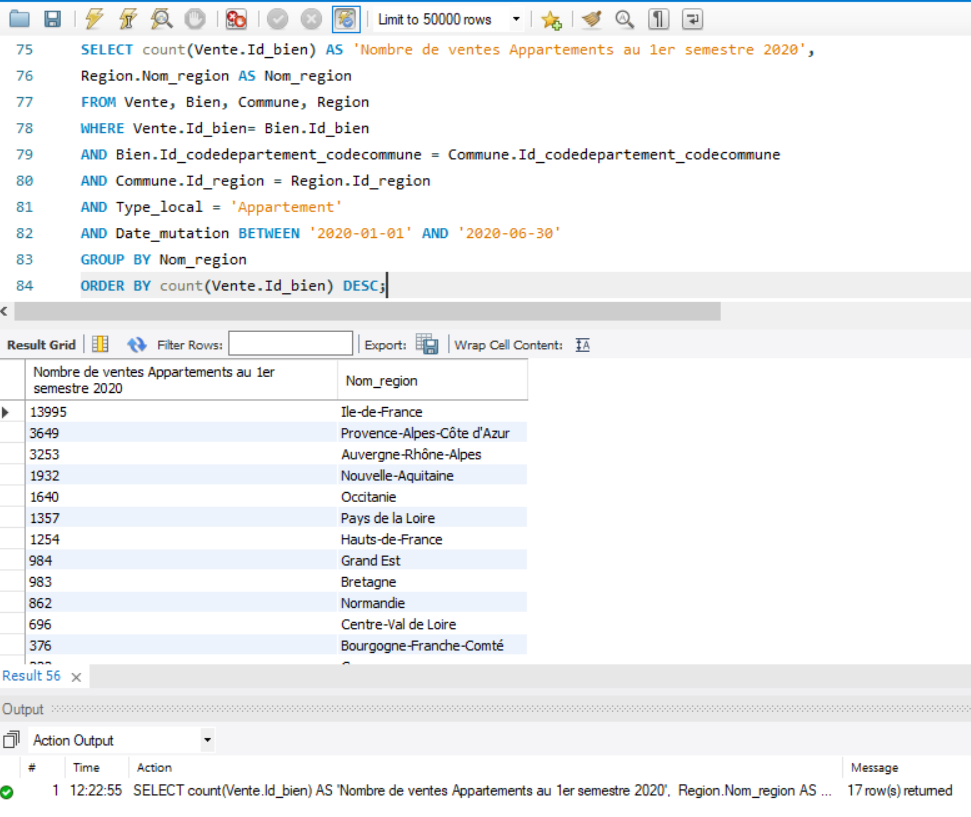 Limit to 50000 rows
75 SELECT count(Vente.Id_bien) AS 'Nombre de ventes Appartements au 1er semestre 2020',
76 Region.Nom_region AS Nom_region
77 FROM Vente, Bien, Commune, Region
78 WHERE Vente.Id_bien= Bien.Id_bien
79 AND Bien.Id_codedepartement_codecommune = Commune.Id_codedepartement_codecommune
80 AND Commune.Id_region = Region.Id_region
81 AND Type_local = 'Appartement'
82 AND Date_mutation BETWEEN '2020-01-01' AND '2020-06-30'
83 GROUP BY Nom_region
84 ORDER BY count(Vente.Id_bien) DESC;
Result Grid Filter Rows: Export: Wrap Cell Content: IA
Nombre de ventes Appartements au 1er
semestre 2020 Nom_region
13995 Ile-de-France
3649 Provence-Alpes-Côte d'Azur
3253 Auvergne-Rhône-Alpes
1932 Nouvelle-Aquitaine
1640 Occitanie
1357 Pays de la Loire
1254 Hauts-de-France
984 Grand Est
983 Bretagne
862 Normandie
696 Centre-Val de Loire
376 Bourgogne-Franche-Comté
Result 56
Output
Action Output
# Time Action Message
1 12:22:55 SELECT count(Vente.Id_bien) AS 'Nombre de ventes Appartements au 1er semestre 2020', Region.Nom_region AS ... 17 row(s) returned